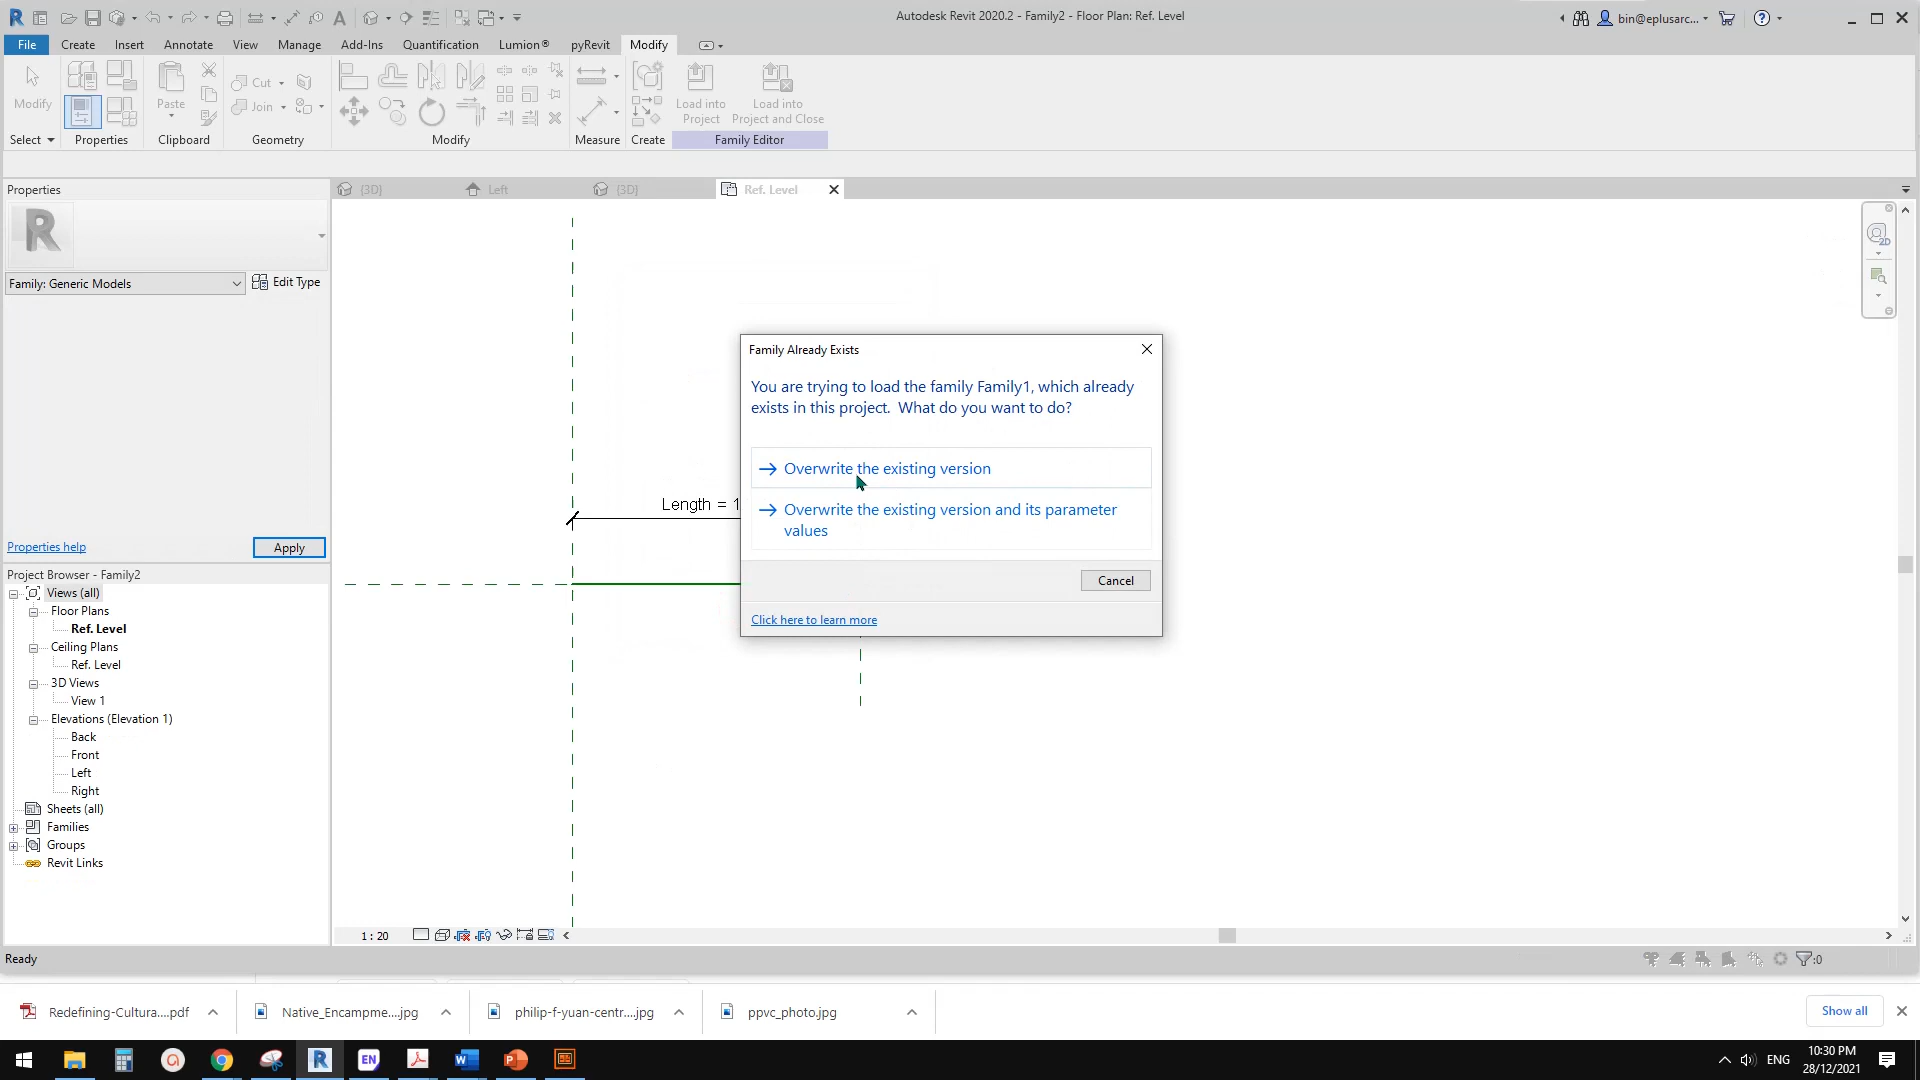 Autodesk Revit 2020.2 - Family2 - Floor Plan: Ref. Level
bin@eplusarc...
File Create Insert Annotate View Manage Add-Ins Quantification Lumion® pyRevit Modify
Modify
Paste
Cut
Join
Load into
Project
Load into
Project and Close
Select Properties Clipboard Geometry Modify Measure Create Family Editor
Properties
{3D} Left {3D} Ref. Level
R
2D
Family: Generic Models
Edit Type
Family Already Exists
You are trying to load the family Family1, which already
exists in this project. What do you want to do?
Overwrite the existing version
Overwrite the existing version and its parameter
values
Cancel
Click here to learn more
Length = 1
Properties help
Apply
Project Browser - Family2
Views (all)
Floor Plans
Ref. Level
Ceiling Plans
Ref. Level
3D Views
View 1
Elevations (Elevation 1)
Back
Front
Left
Right
Sheets (all)
Families
Groups
Revit Links
1 : 20
Ready
:0
Redefining-Cultura....pdf
Native_Encampme....jpg
philip-f-yuan-centr....jpg
ppvc_photo.jpg
Show all
EN
ENG
10:30 PM
28/12/2021